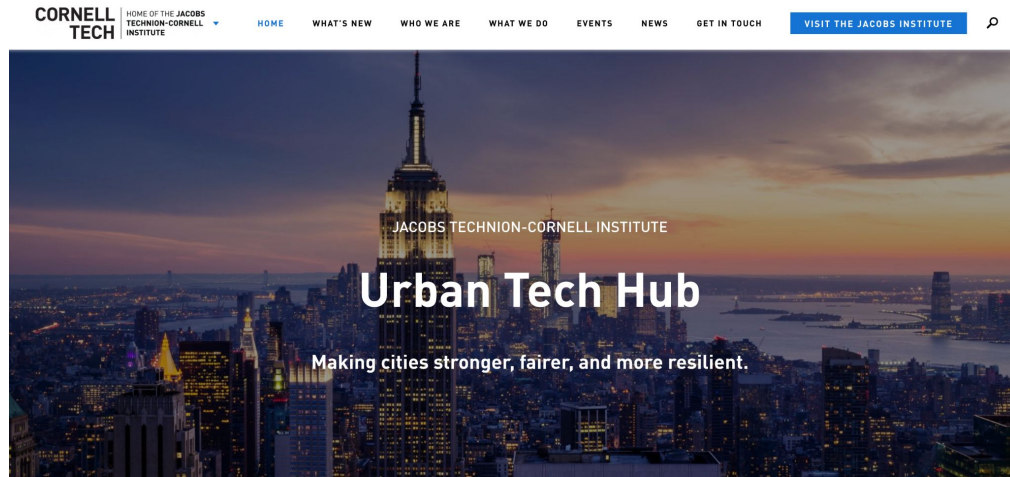 CORNELL
TECH
HOME OF THE JACOBS
TECHNION-CORNELL
INSTITUTE
HOME
WHAT'S NEW
WHO WE ARE
WHAT WE DO
EVENTS
NEWS
GET IN TOUCH
VISIT THE JACOBS INSTITUTE
JACOBS TECHNION-CORNELL INSTITUTE
Urban Tech Hub
Making cities stronger, fairer, and more resilient.